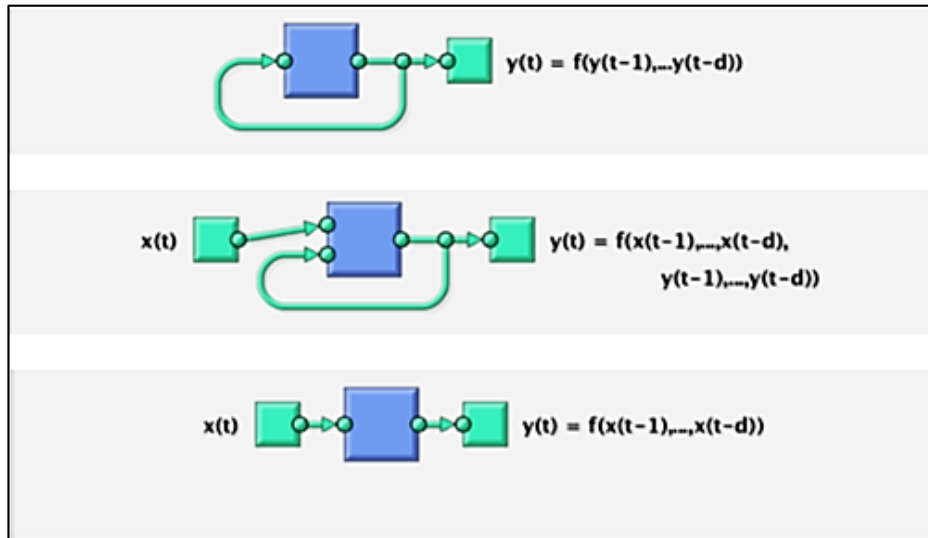 y(t) = f(y(t-1),...y(t-d))
x(t)
y(t) = f(x(t-1),...,x(t-d),
y(t-1),...,y(t-d))
x(t)
y(t) = f(x(t-1),...,x(t-d))